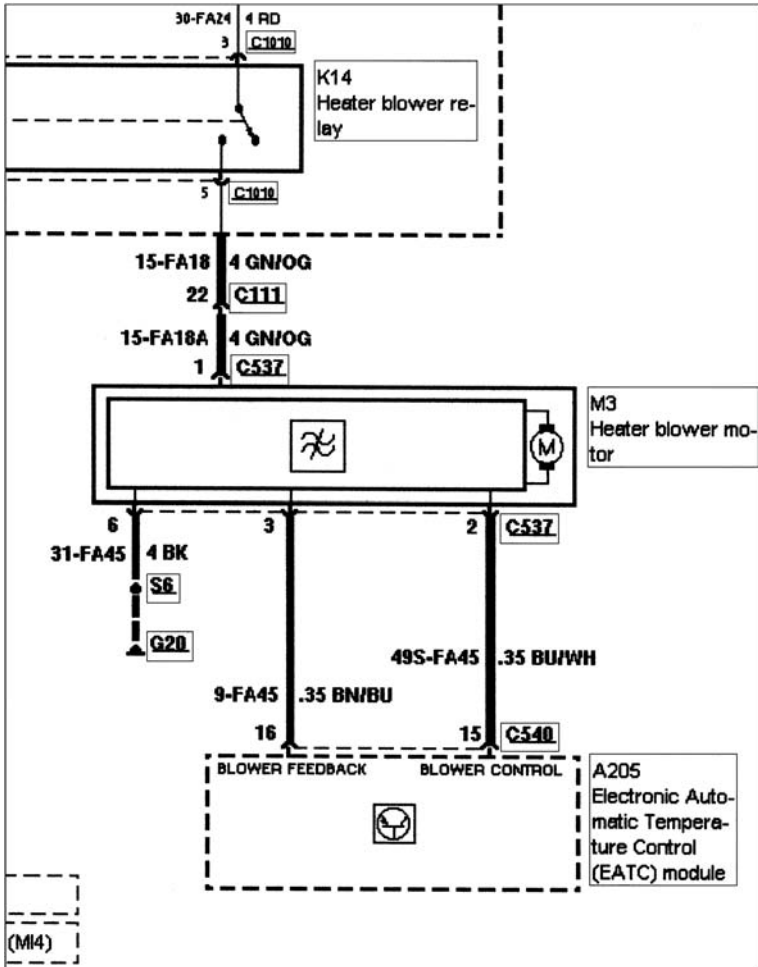 30-FA24 4 RD
3 C1010
K14
Heater blower re-
lay
5 C1010
15-FA18 4 GN/OG
22 C111
15-FA18A 4 GN/OG
1 C537
M3
Heater blower mo-
tor
M
6 3 2 C537
31-FA45 4 BK
S6
G20
49S-FA45 .35 BU/WH
9-FA45 .35 BN/BU
16 15 C540
BLOWER FEEDBACK BLOWER CONTROL
A205
Electronic Auto-
matic Tempera-
ture Control
(EATC) module
(MI4)